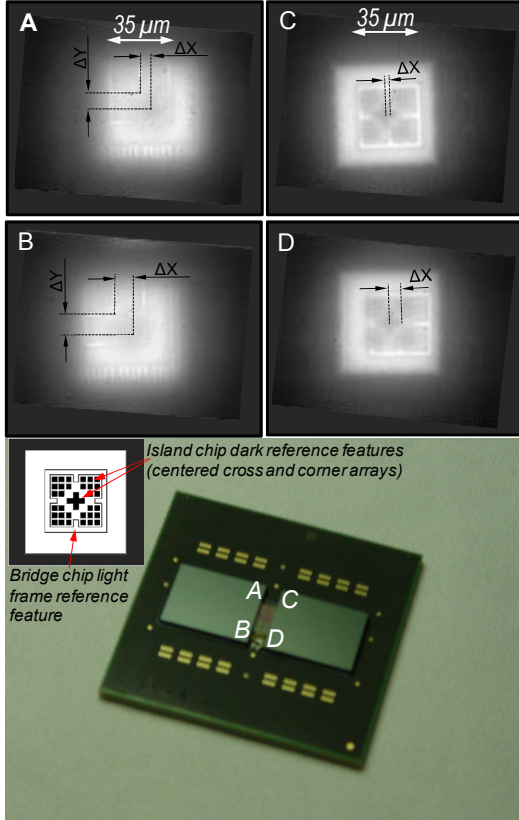 A
35 µm
ΔX
ΔY
C
35 µm
ΔX
B
ΔX
ΔY
D
ΔX
Island chip dark reference features
(centered cross and corner arrays)
Bridge chip light
frame reference
feature
A
C
B
D